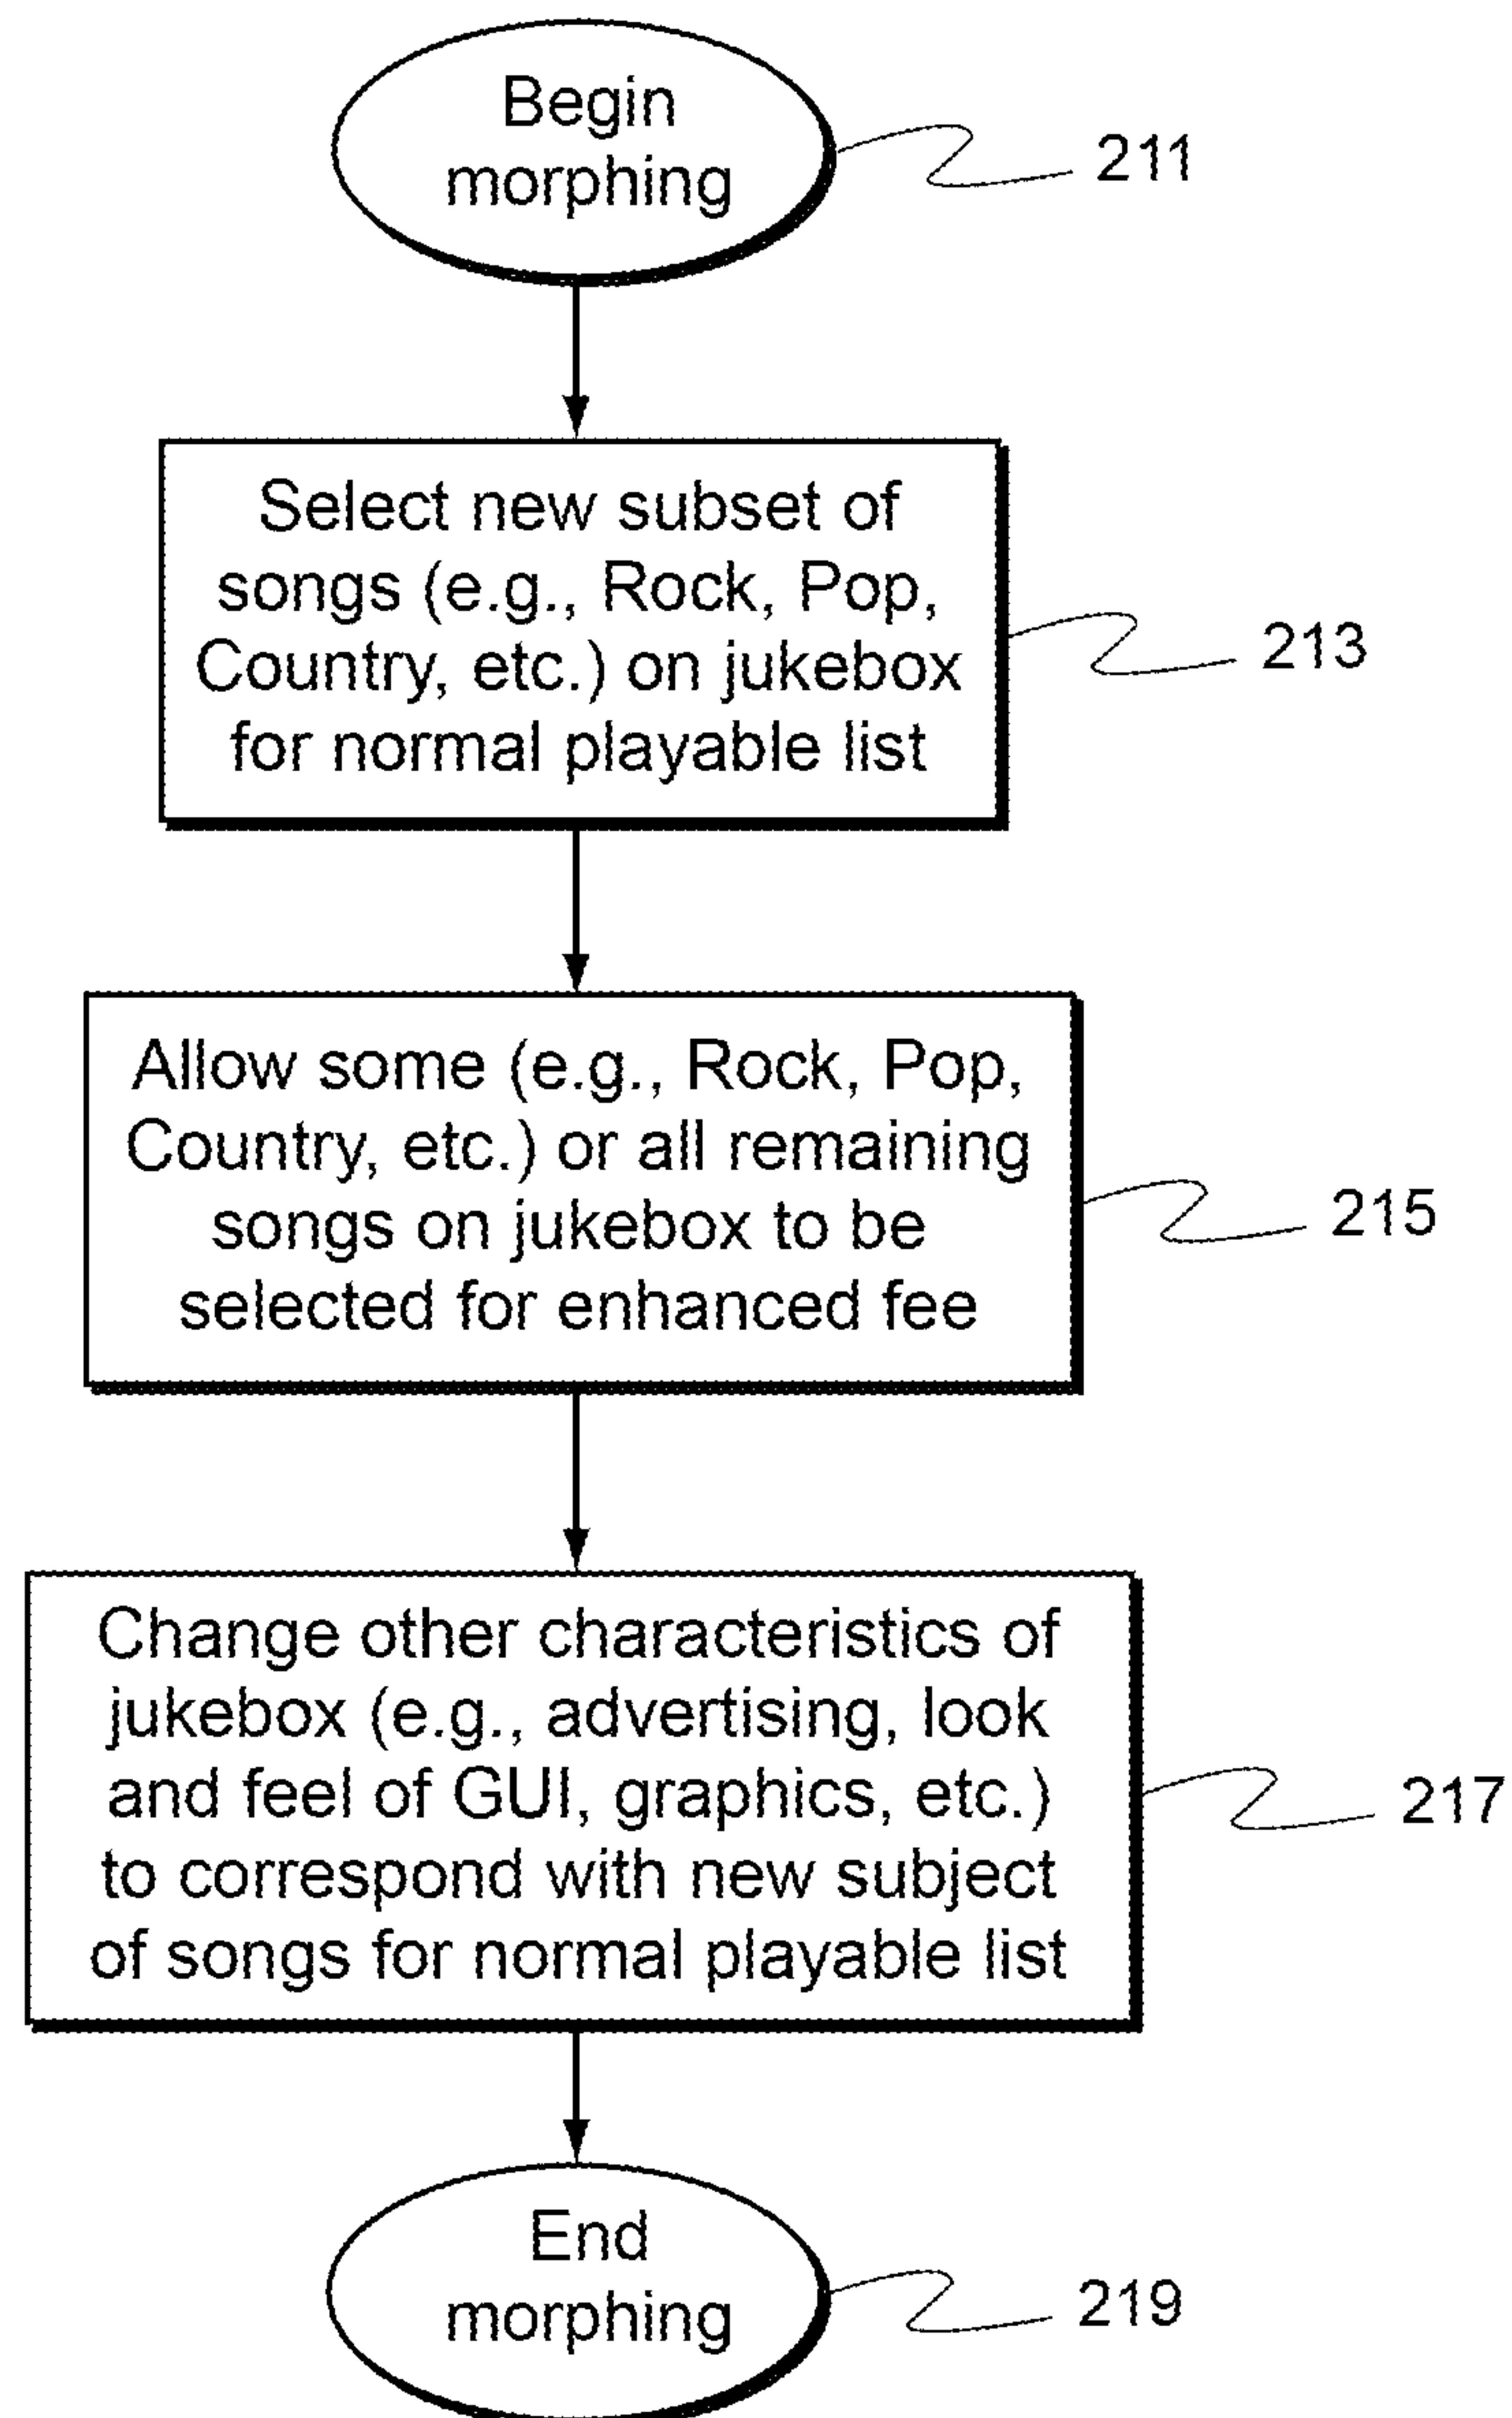 Begin
morphing
211
Select new subset of
songs (e.g., Rock, Pop,
Country, etc.) on jukebox
for normal playable list
213
Allow some (e.g., Rock, Pop,
Country, etc.) or all remaining
songs on jukebox to be
selected for enhanced fee
215
Change other characteristics of
jukebox (e.g., advertising, look
and feel of GUI, graphics, etc.)
to correspond with new subject
of songs for normal playable list
217
End
morphing
219